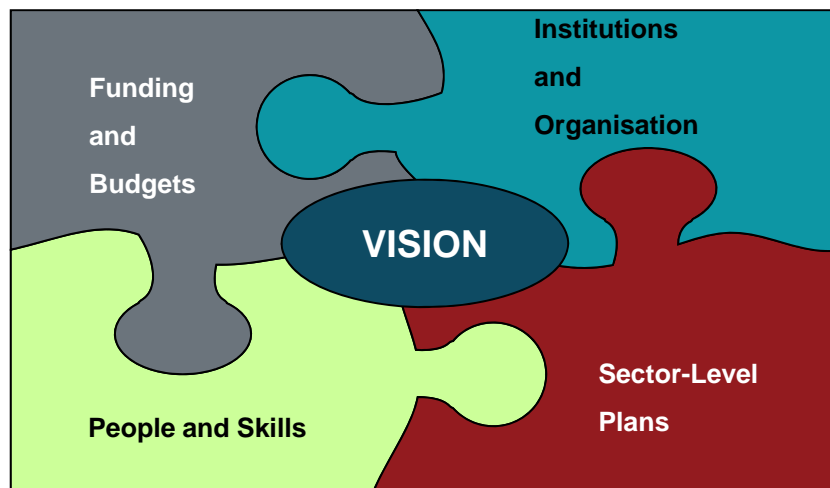 Funding
and
Budgets
Institutions
and
Organisation
VISION
People and Skills
Sector-Level
Plans